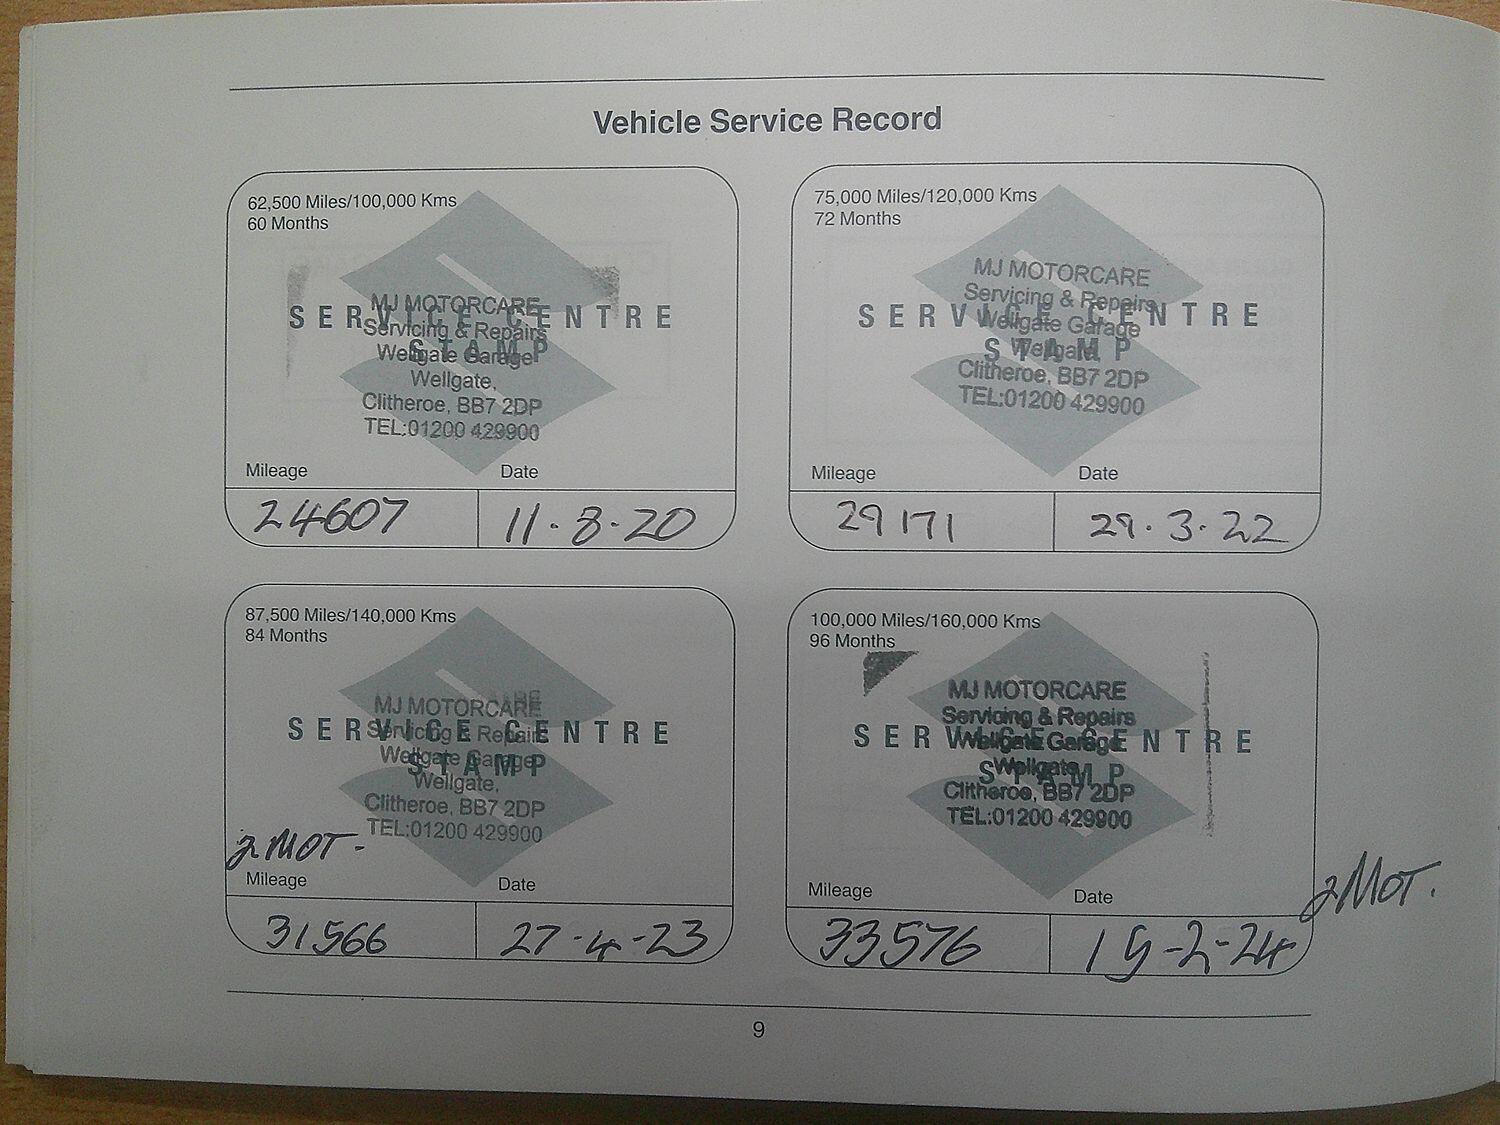 Vehicle Service Record
62,500 Miles/100,000 Kms
60 Months
SERVICE CENTRE
STAMP
MJ MOTORCARE
Servicing & Repairs
Wellgate Garage
Wellgate,
Clitheroe, BB7 2DP
TEL:01200 429900
Mileage Date
24607 11.8.20
75,000 Miles/120,000 Kms
72 Months
SERVICE CENTRE
STAMP
MJ MOTORCARE
Servicing & Repairs
Wellgate Garage
Wellgate,
Clitheroe, BB7 2DP
TEL:01200 429900
Mileage Date
29171 29.3.22
87,500 Miles/140,000 Kms
84 Months
SERVICE CENTRE
STAMP
MJ MOTORCARE
Servicing & Repairs
Wellgate Garage
Wellgate,
Clitheroe, BB7 2DP
TEL:01200 429900
MOT -
Mileage Date
31566 27-4-23
100,000 Miles/160,000 Kms
96 Months
SERVICE CENTRE
STAMP
MJ MOTORCARE
Servicing & Repairs
Wellgate Garage
Wellgate,
Clitheroe, BB7 2DP
TEL:01200 429900
MOT.
Mileage Date
33576 -2-24
9